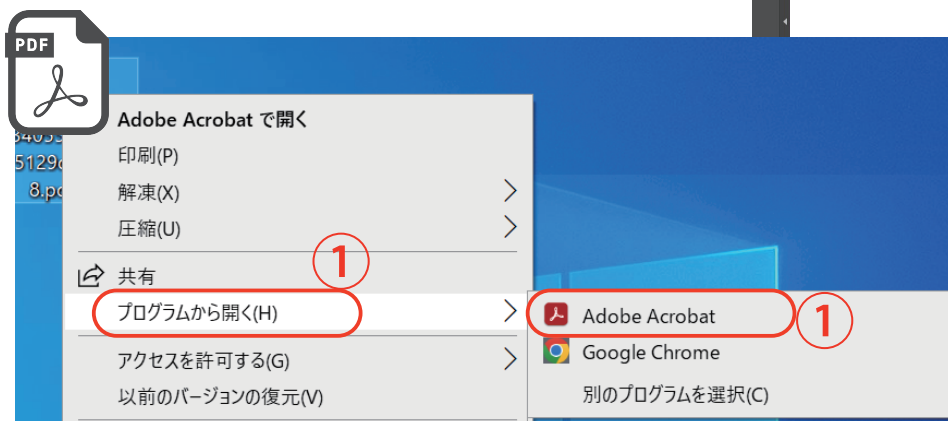 PDF
5129
8.pd
Adobe Acrobat で開く
印刷(P)
解凍(X)
圧縮(U)
共有
①
プログラムから開く(H)
Adobe Acrobat
①
Google Chrome
アクセスを許可する(G)
別のプログラムを選択(C)
以前のバージョンの復元(V)